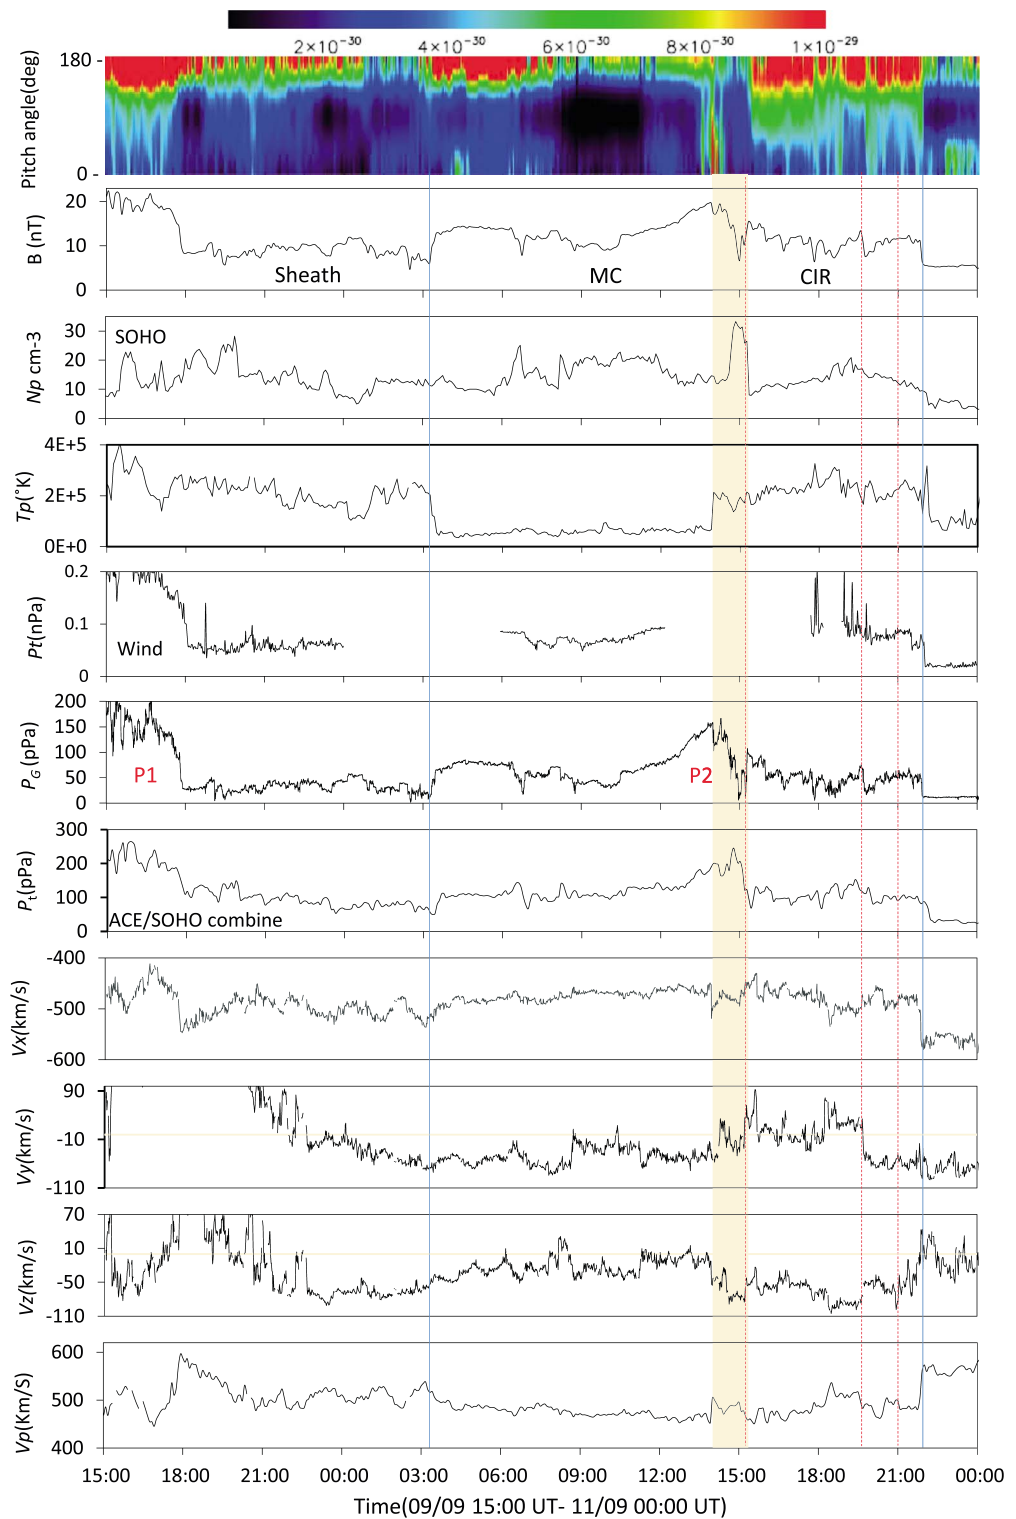 2×10-30 4×10-30 6×10-30 8×10-30 1×10-29
Pitch angle(deg)
180
0
B (nT)
20
10
0
Sheath MC CIR
Np cm-3
30
20
10
0
SOHO
Tp(°K)
4E+5
2E+5
0E+0
Pt(nPa)
0.2
0.1
0
Wind
PG (pPa)
200
150
100
50
0
P1 P2
Pt(pPa)
300
200
100
0
ACE/SOHO combine
Vx(km/s)
-400
-500
-600
Vy(km/s)
90
-10
-110
Vz(km/s)
70
10
-50
-110
Vp(Km/S)
600
500
400
15:00 18:00 21:00 00:00 03:00 06:00 09:00 12:00 15:00 18:00 21:00 00:00
Time(09/09 15:00 UT- 11/09 00:00 UT)